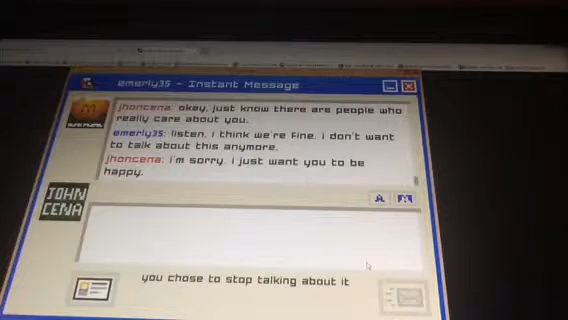 emerly35 - Instant Message
jhoncena: okay, just know there are people who
really care about you.
emerly35: listen, i think we're fine. i don't want
to talk about this anymore.
jhoncena: i'm sorry. i just want you to be
happy.
JOHN
CENA
A
A
you chose to stop talking about it